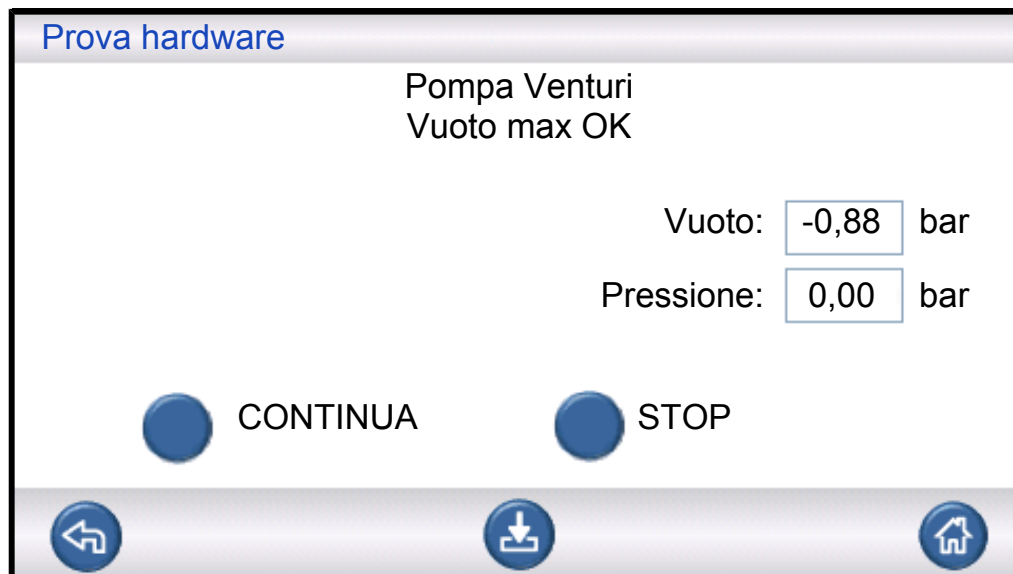 Prova hardware
Pompa Venturi
Vuoto max OK
Vuoto: -0,88 bar
Pressione: 0,00 bar
CONTINUA STOP